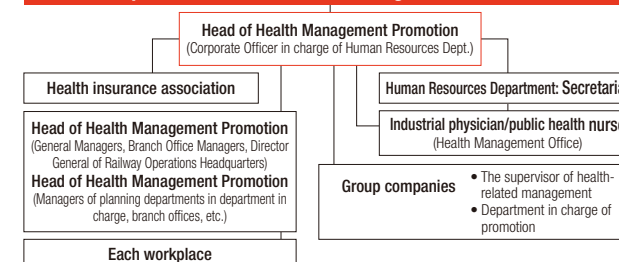 Head of Health Management Promotion
(Corporate Officer in charge of Human Resources Dept.)
Health insurance association
Human Resources Department:
Head of Health Management Promotion
(General Managers, Branch Office Managers, Director
General of Railway Operations Headquarters)
Head of Health Management Promotion
(Managers of planning departments in department in
charge, branch offices, etc.)
Industrial physician/public health nurse
(Health Management Office)
Group companies
• The supervisor of health-
related management
• Department in charge of
promotion
Each workplace